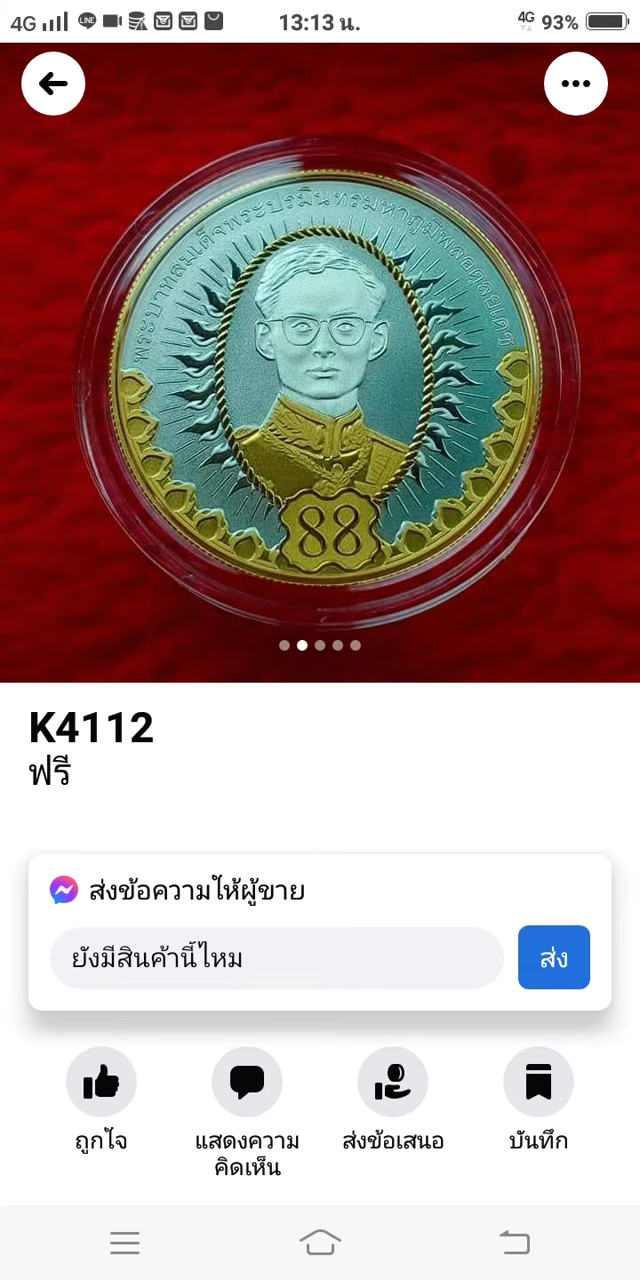 4G LINE 13:13 น. 4G 93%
พระบาทสมเด็จพระปรมินทรมหาภูมิพลอดุลยเดช
88
K4112
ฟรี
ส่งข้อความให้ผู้ขาย
ยังมีสินค้านี้ไหม
ส่ง
ถูกใจ
แสดงความ
คิดเห็น
ส่งข้อเสนอ
บันทึก